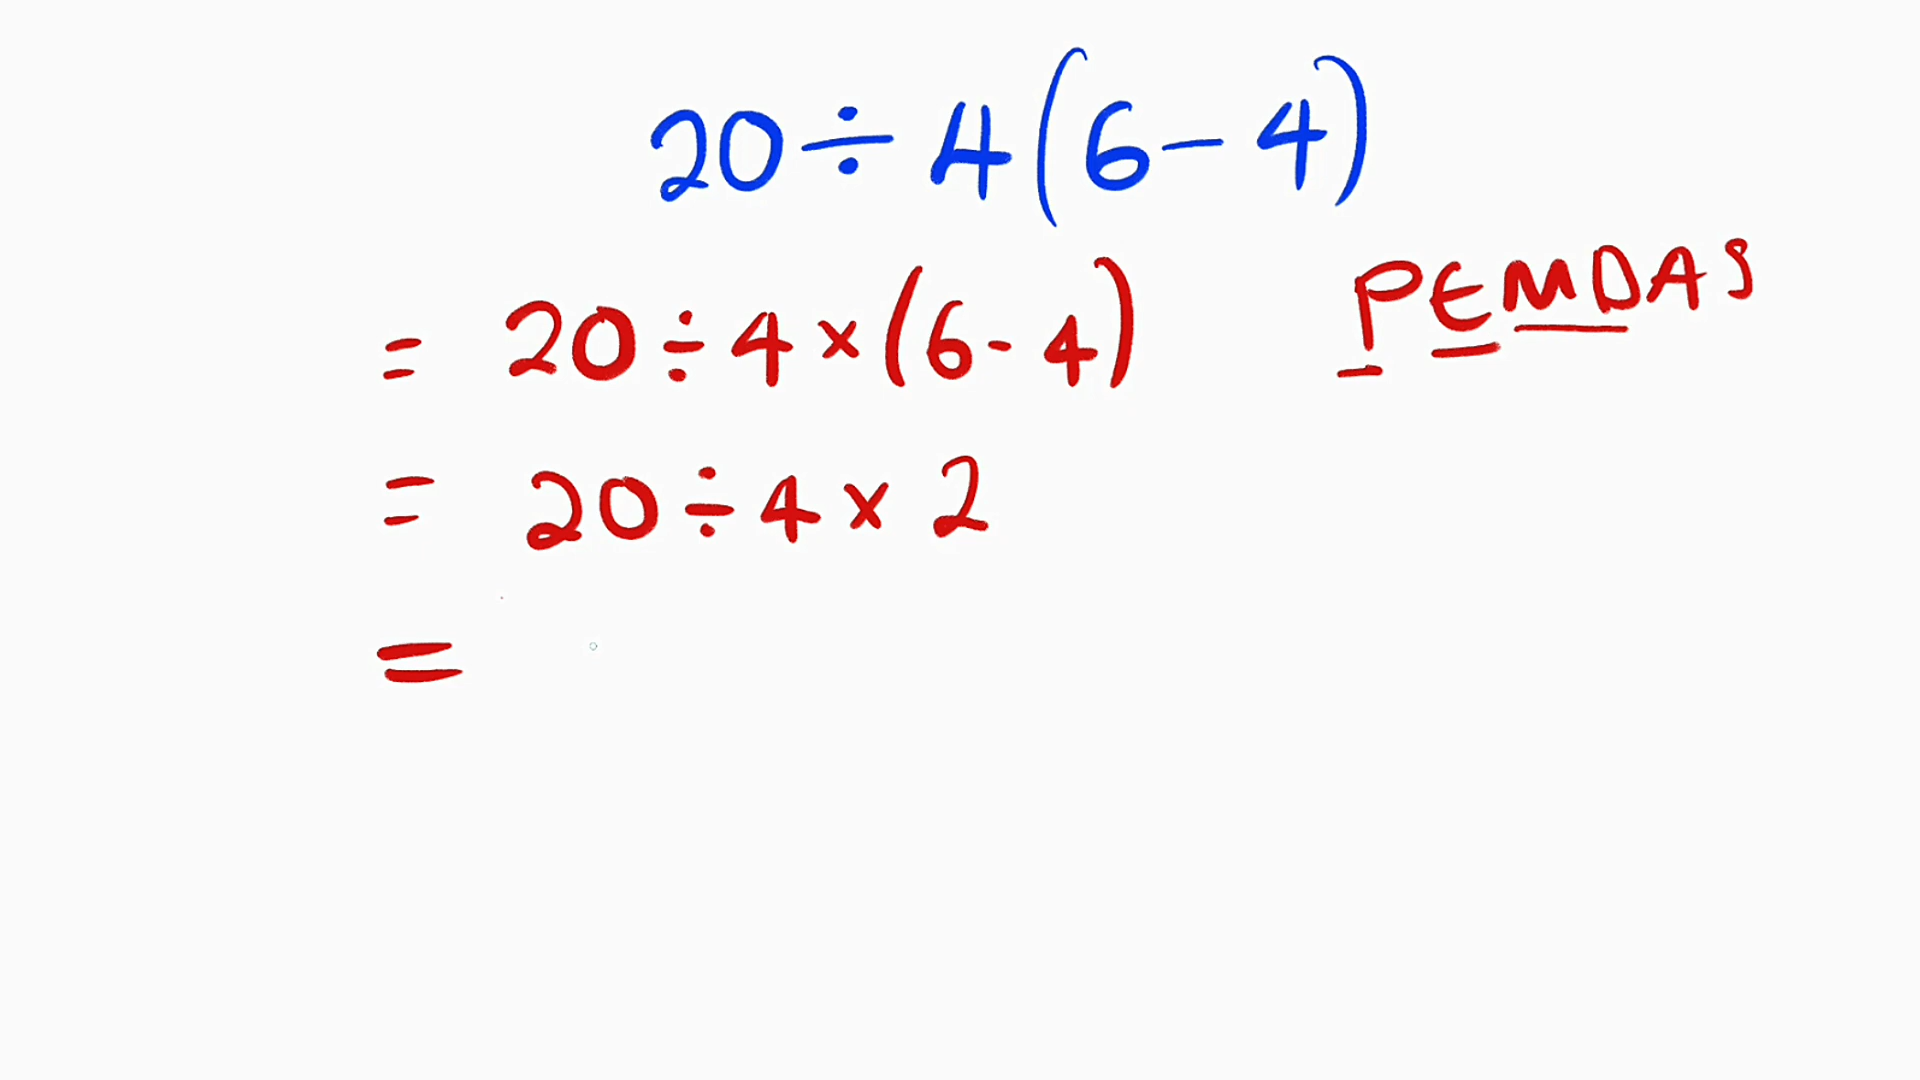 20÷4(6-4)
= 20÷4×(6-4)
PEMDAS
= 20÷4×2
=